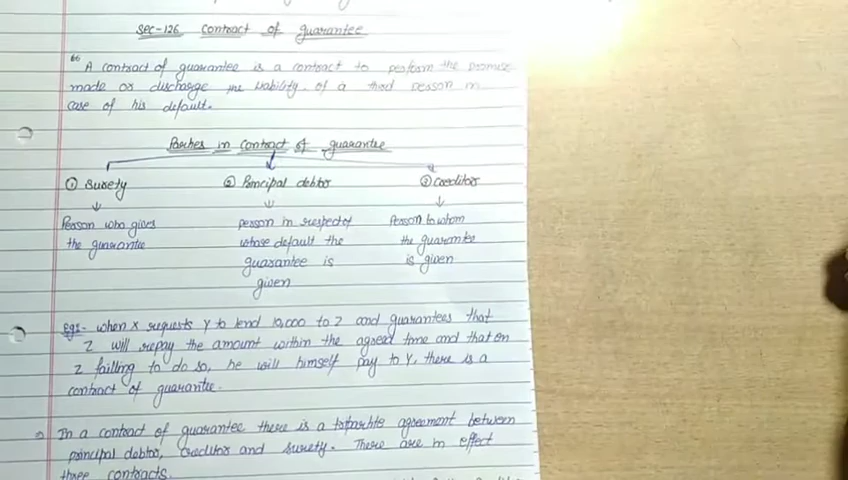 Sec-126 Contract of guarantee
"A contract of guarantee is a contract to perform the promise
made or discharge the liability of a third person in
case of his default.
Parties in contract of guarantee
① Surety ② Principal debtor ③ Creditor
Person who gives person in respect of Person to whom
the guarantee whose default the the guarantee
guarantee is is given
given
Eg:- when X requests Y to lend 10,000 to Z and guarantees that
Z will repay the amount within the agreed time and that on
Z failling to do so, he will himself pay to Y, there is a
contract of guarantee.
In a contract of guarantee there is a agreement between
principal debtor, creditor and surety. There are in effect
three contracts.